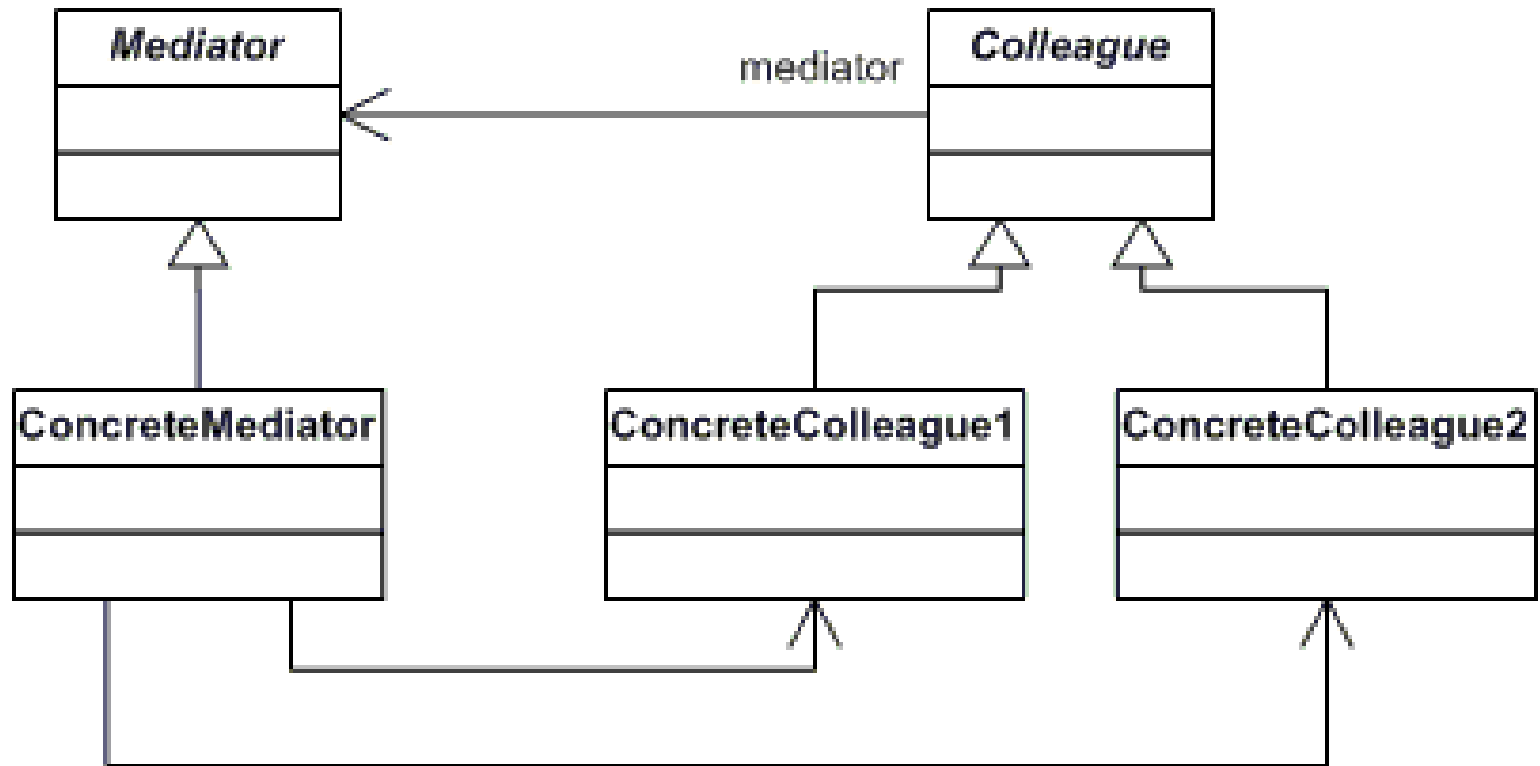 Mediator
mediator
Colleague
ConcreteMediator
ConcreteColleague1
ConcreteColleague2